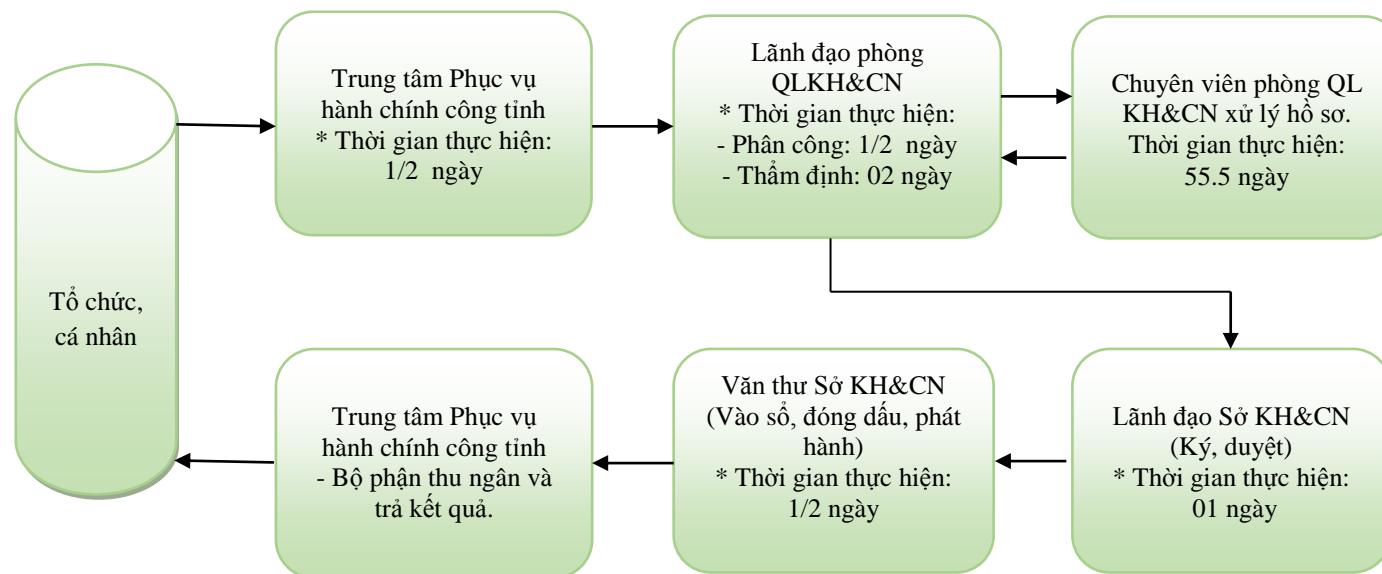 Trung tâm Phục vụ
hành chính công tỉnh
* Thời gian thực hiện:
1/2 ngày
Lãnh đạo phòng
QLKH&CN
* Thời gian thực hiện:
- Phân công: 1/2 ngày
- Thẩm định: 02 ngày
Chuyên viên phòng QL
KH&CN xử lý hồ sơ.
Thời gian thực hiện:
55.5 ngày
Tổ chức,
cá nhân
Trung tâm Phục vụ
hành chính công tỉnh
- Bộ phận thu ngân và
trả kết quả.
Văn thư Sở KH&CN
(Vào sổ, đóng dấu, phát
hành)
* Thời gian thực hiện:
1/2 ngày
Lãnh đạo Sở KH&CN
(Ký, duyệt)
* Thời gian thực hiện:
01 ngày